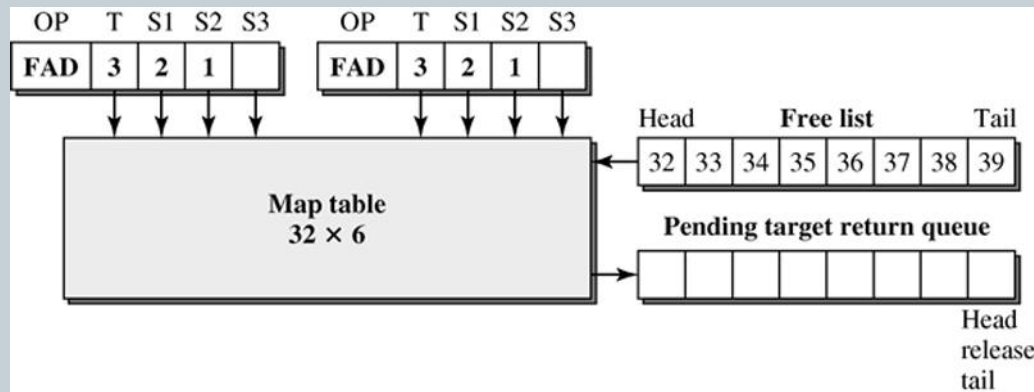 OP T S1 S2 S3 OP T S1 S2 S3
FAD 3 2 1 FAD 3 2 1
Head Free list Tail
32 33 34 35 36 37 38 39
Map table
32 × 6
Pending target return queue
Head
release
tail